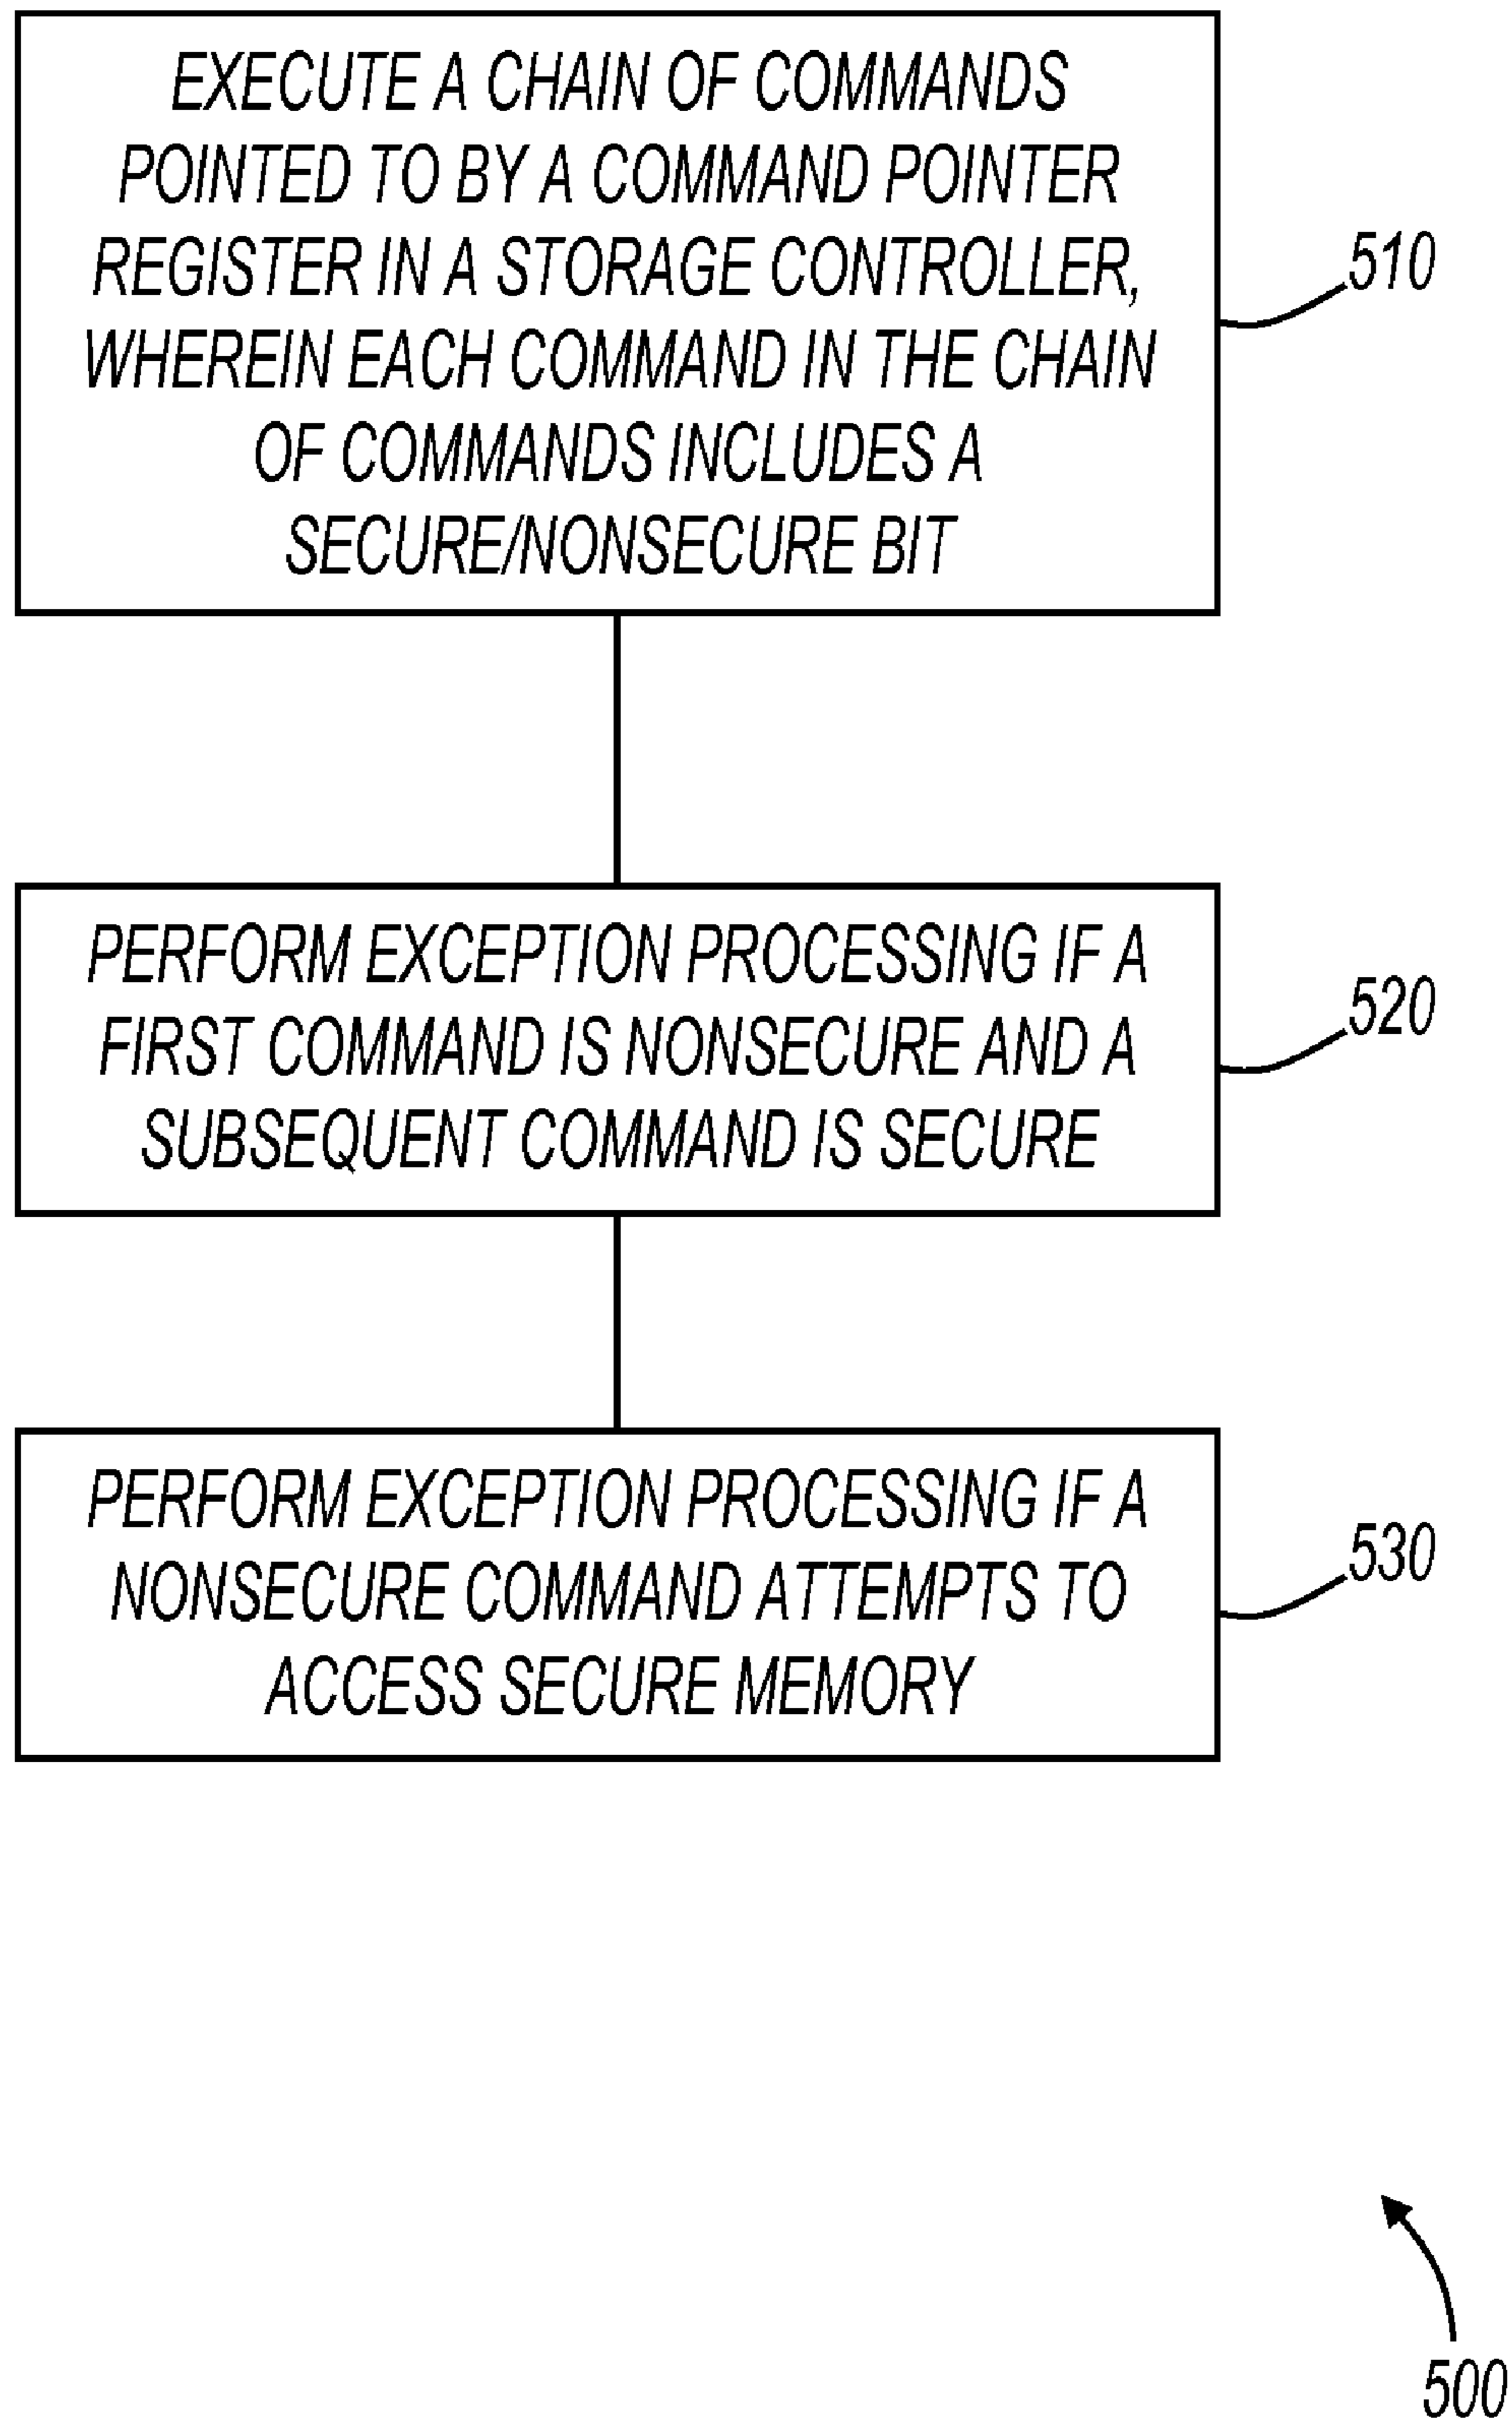 EXECUTE A CHAIN OF COMMANDS
POINTED TO BY A COMMAND POINTER
REGISTER IN A STORAGE CONTROLLER,
WHEREIN EACH COMMAND IN THE CHAIN
OF COMMANDS INCLUDES A
SECURE/NONSECURE BIT
510
PERFORM EXCEPTION PROCESSING IF A
FIRST COMMAND IS NONSECURE AND A
SUBSEQUENT COMMAND IS SECURE
520
PERFORM EXCEPTION PROCESSING IF A
NONSECURE COMMAND ATTEMPTS TO
ACCESS SECURE MEMORY
530
500